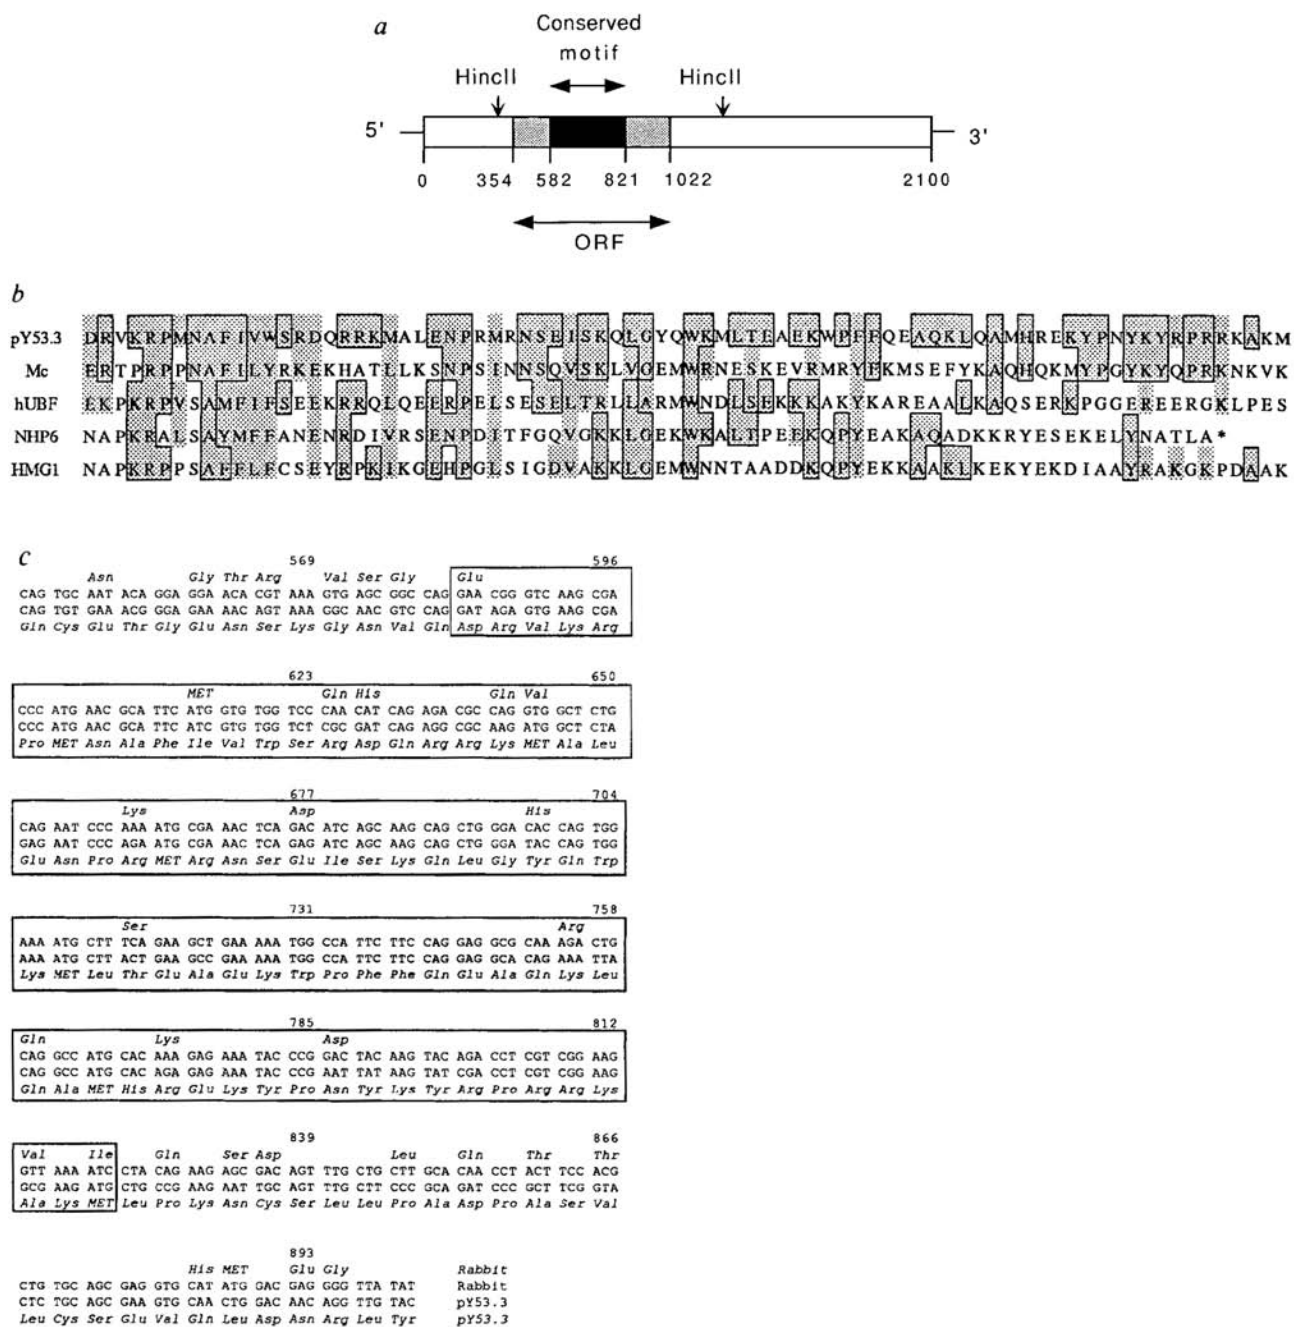 a
Conserved
motif
HincII HincII
5' 3'
0 354 582 821 1022 2100
ORF
b
pY53.3 DRVKRPMNAFIVWSRDQRRKMALENPRMRNSEISKQLGYQWKMLTEAEKWPFFQEAQKLQAMHREKYPNYKYRPRRKAKM
Mc ERTPRPPNAFILYRKEKHATLLKSNPSINNSQVSKLVGEMWRNESKEVRMRYFKMSEFYKAQHQKMYPGYKYQPRKNKVK
hUBF EKPKRPVSAMFIFSEEKRRQLQEERPELSESELTRLLARMWNDLSEKKKAKYKAREAALKAQSERKPGGEREERGKLPES
NHP6 NAPKRALSAYMFFANENRDIVRSENPDITFGQVGKKLGEKWKALTPEEKQPYEAKAQADKKRYESEKELYNATLA*
HMG1 NAPKRPPSAFFLFCSEYRPKIKGEHPGLSIGDVAKKLGEMWNNTAADDKQPYEKKAAKLKEKYEKDIAAYRAKGKPDAAK
c
569 596
Asn Gly Thr Arg Val Ser Gly Glu
CAG TGC AAT ACA GGA GGA ACA CGT AAA GTG AGC GGC CAG GAA CGG GTC AAG CGA
CAG TGT GAA ACG GGA GAA AAC AGT AAA GGC AAC GTC CAG GAT AGA GTG AAG CGA
Gln Cys Glu Thr Gly Glu Asn Ser Lys Gly Asn Val Gln Asp Arg Val Lys Arg
623 650
MET Gln His Gln Val
CCC ATG AAC GCA TTC ATG GTG TGG TCC CAA CAT CAG AGA CGC CAG GTG GCT CTG
CCC ATG AAC GCA TTC ATC GTG TGG TCT CGC GAT CAG AGG CGC AAG ATG GCT CTA
Pro MET Asn Ala Phe Ile Val Trp Ser Arg Asp Gln Arg Arg Lys MET Ala Leu
677 704
Lys Asp His
CAG AAT CCC AAA ATG CGA AAC TCA GAC ATC AGC AAG CAG CTG GGA CAC CAG TGG
GAG AAT CCC AGA ATG CGA AAC TCA GAG ATC AGC AAG CAG CTG GGA TAC CAG TGG
Glu Asn Pro Arg MET Arg Asn Ser Glu Ile Ser Lys Gln Leu Gly Tyr Gln Trp
731 758
Ser Arg
AAA ATG CTT TCA GAA GCT GAA AAA TGG CCA TTC TTC CAG GAG GCG CAA AGA CTG
AAA ATG CTT ACT GAA GCC GAA AAA TGG CCA TTC TTC CAG GAG GCA CAG AAA TTA
Lys MET Leu Thr Glu Ala Glu Lys Trp Pro Phe Phe Gln Glu Ala Gln Lys Leu
785 812
Gln Lys Asp
CAG GCC ATG CAC AAA GAG AAA TAC CCG GAC TAC AAG TAC AGA CCT CGT CGG AAG
CAG GCC ATG CAC AGA GAG AAA TAC CCG AAT TAT AAG TAT CGA CCT CGT CGG AAG
Gln Ala MET His Arg Glu Lys Tyr Pro Asn Tyr Lys Tyr Arg Pro Arg Arg Lys
839 866
Val Ile Gln Ser Asp Leu Gln Thr Thr
GTT AAA ATC CTA CAG AAG AGC GAC AGT TTG CTG CTT GCA CAA CCT ACT TCC ACG
GCG AAG ATG CTG CCG AAG AAT TGC AGT TTG CTT CCC GCA GAT CCC GCT TCG GTA
Ala Lys MET Leu Pro Lys Asn Cys Ser Leu Leu Pro Ala Asp Pro Ala Ser Val
893
His MET Glu Gly Rabbit
CTG TGC AGC GAG GTG CAT ATG GAC GAG GGG TTA TAT Rabbit
CTC TGC AGC GAA GTG CAA CTG GAC AAC AGG TTG TAC pY53.3
Leu Cys Ser Glu Val Gln Leu Asp Asn Arg Leu Tyr pY53.3